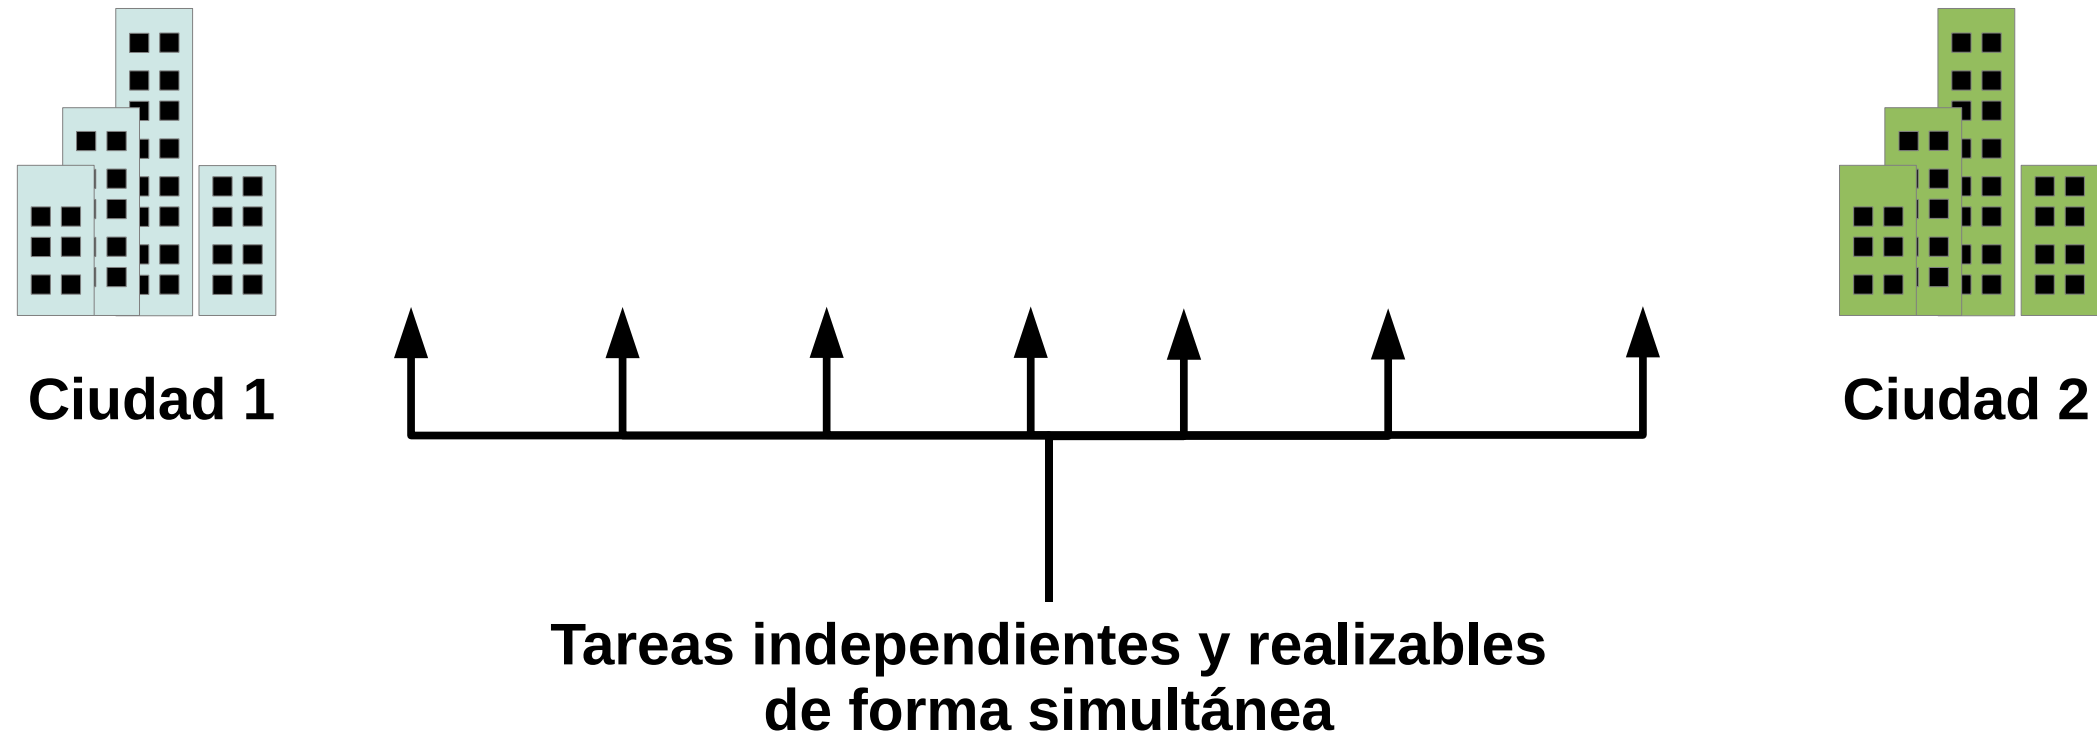 Ciudad 1
Ciudad 2
Tareas independientes y realizables
de forma simultánea